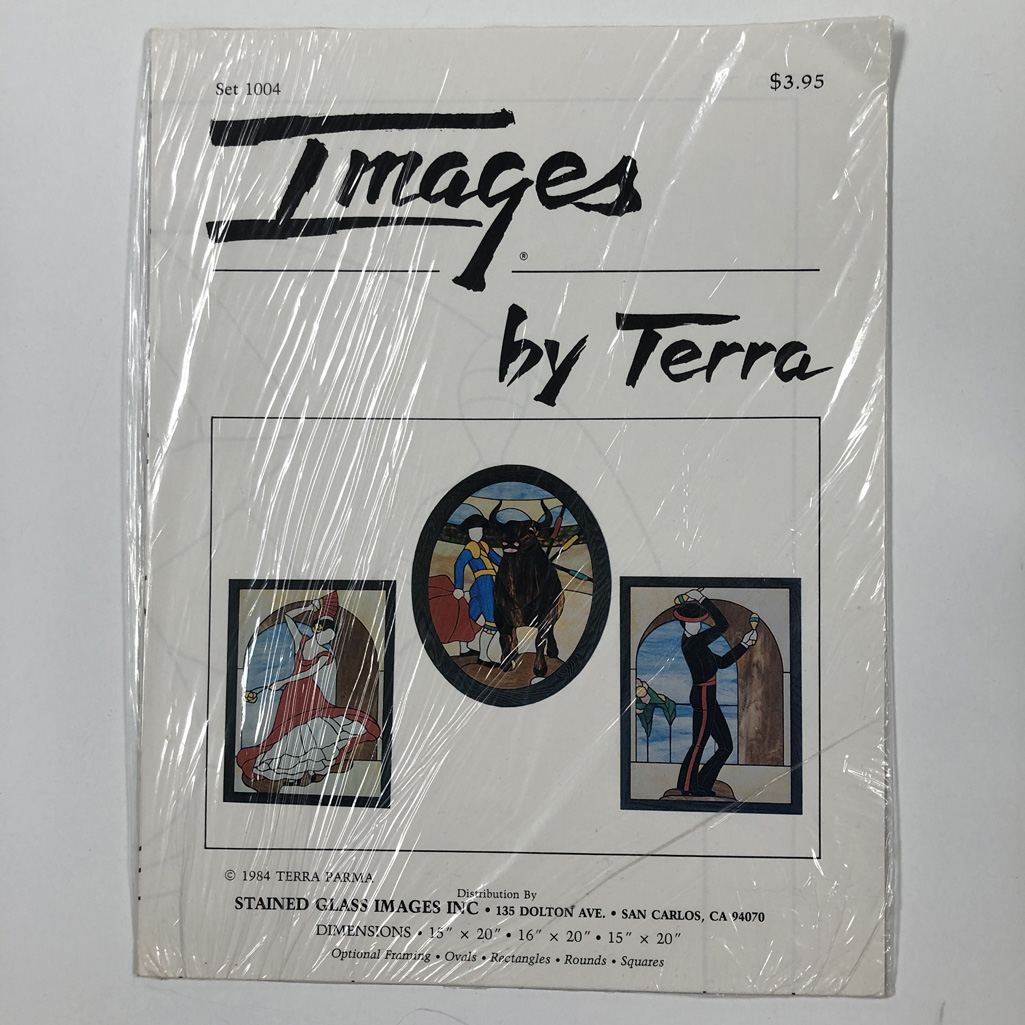 Set 1004
$3.95
Images
®
by Terra
© 1984 TERRA PARMA
Distribution By
STAINED GLASS IMAGES INC • 135 DOLTON AVE. • SAN CARLOS, CA 94070
DIMENSIONS • 15" × 20" • 16" × 20" • 15" × 20"
Optional Framing • Ovals • Rectangles • Rounds • Squares